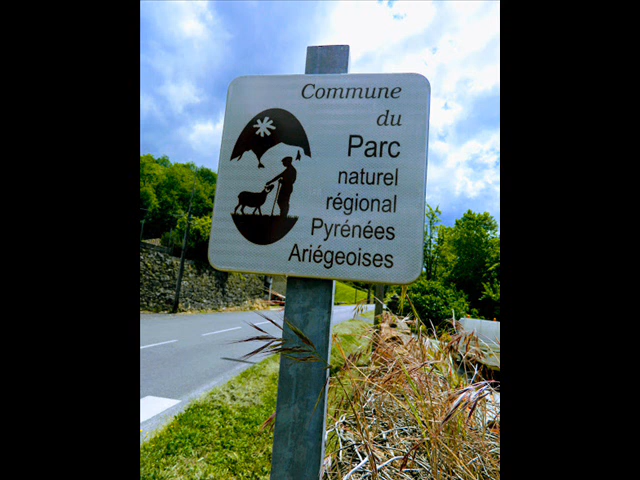 Commune
du
Parc
naturel
régional
Pyrénées
Ariégeoises